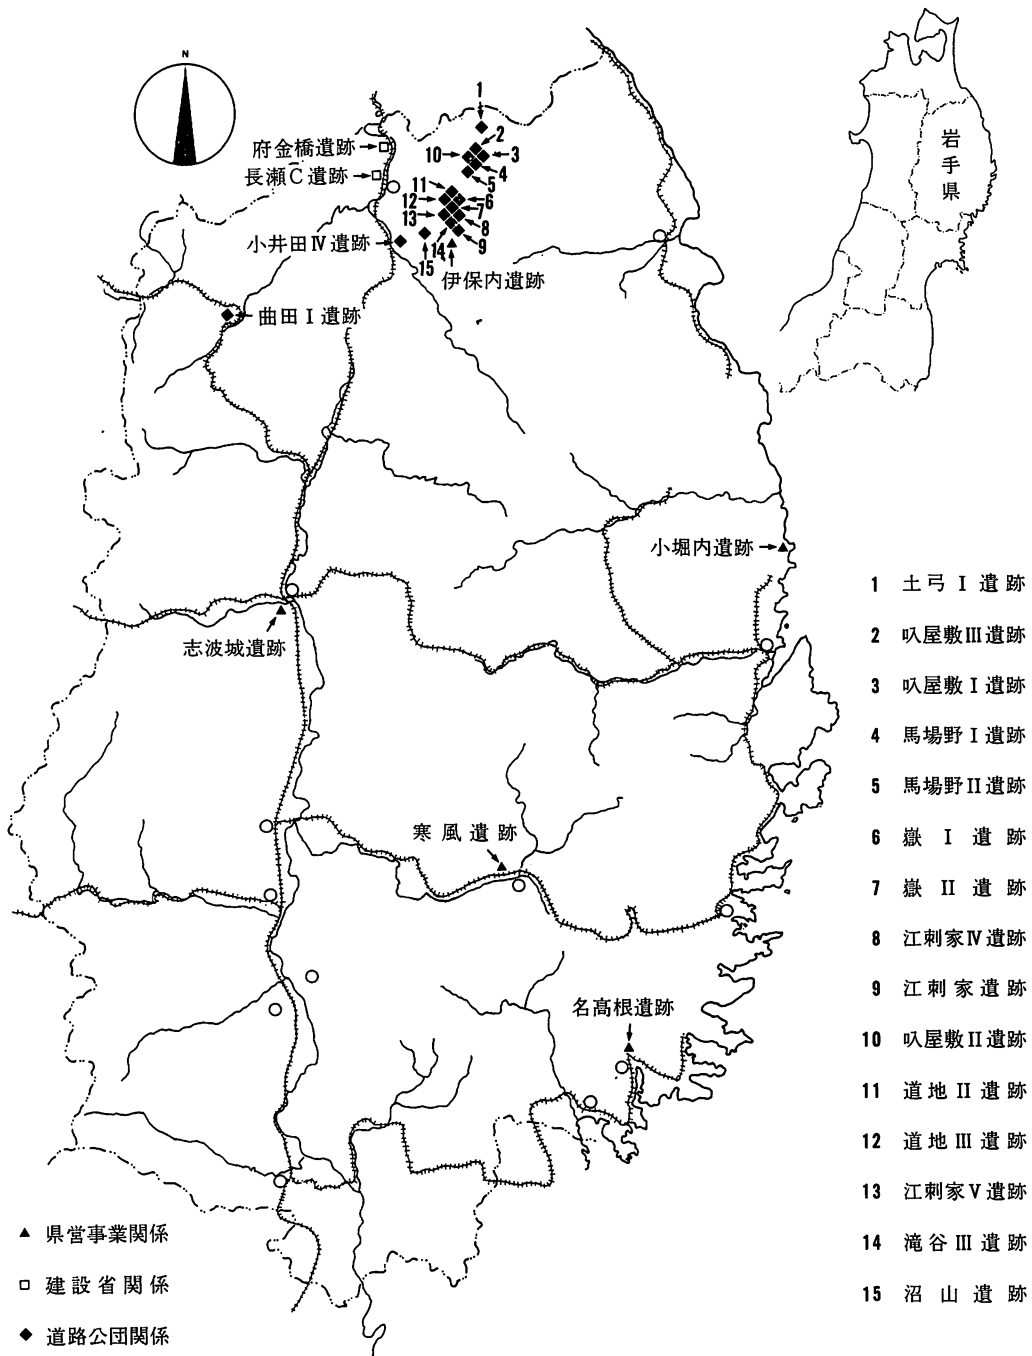 N
岩手県
1
2
10
3
4
5
11
12
6
7
13
8
14
9
15
府金橋遺跡
長瀬C遺跡
小井田Ⅳ遺跡
伊保内遺跡
曲田Ⅰ遺跡
小堀内遺跡
志波城遺跡
寒風遺跡
名高根遺跡
1 土弓Ⅰ遺跡
2 叺屋敷Ⅲ遺跡
3 叺屋敷Ⅰ遺跡
4 馬場野Ⅰ遺跡
5 馬場野Ⅱ遺跡
6 嶽Ⅰ遺跡
7 嶽Ⅱ遺跡
8 江刺家Ⅳ遺跡
9 江刺家遺跡
10 叺屋敷Ⅱ遺跡
11 道地Ⅱ遺跡
12 道地Ⅲ遺跡
13 江刺家Ⅴ遺跡
14 滝谷Ⅲ遺跡
15 沼山遺跡
▲ 県営事業関係
□ 建設省関係
◆ 道路公団関係